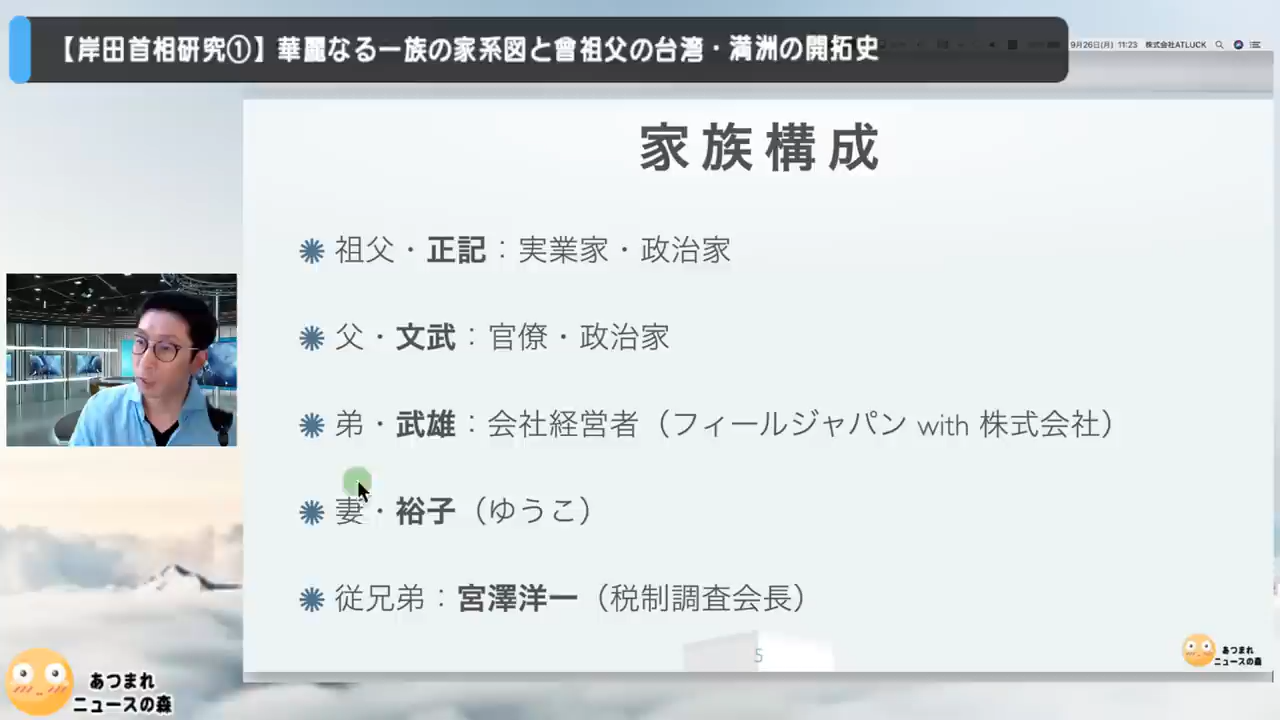 【岸田首相研究①】華麗なる一族の家系図と曾祖父の台湾・満洲の開拓史
9月26日(月) 11:23 株式会社ATLUCK
家族構成
祖父・正記：実業家・政治家
父・文武：官僚・政治家
弟・武雄：会社経営者（フィールジャパン with 株式会社）
妻・裕子（ゆうこ）
従兄弟：宮澤洋一（税制調査会長）
5
あつまれ
ニュースの森
あつまれ
ニュースの森